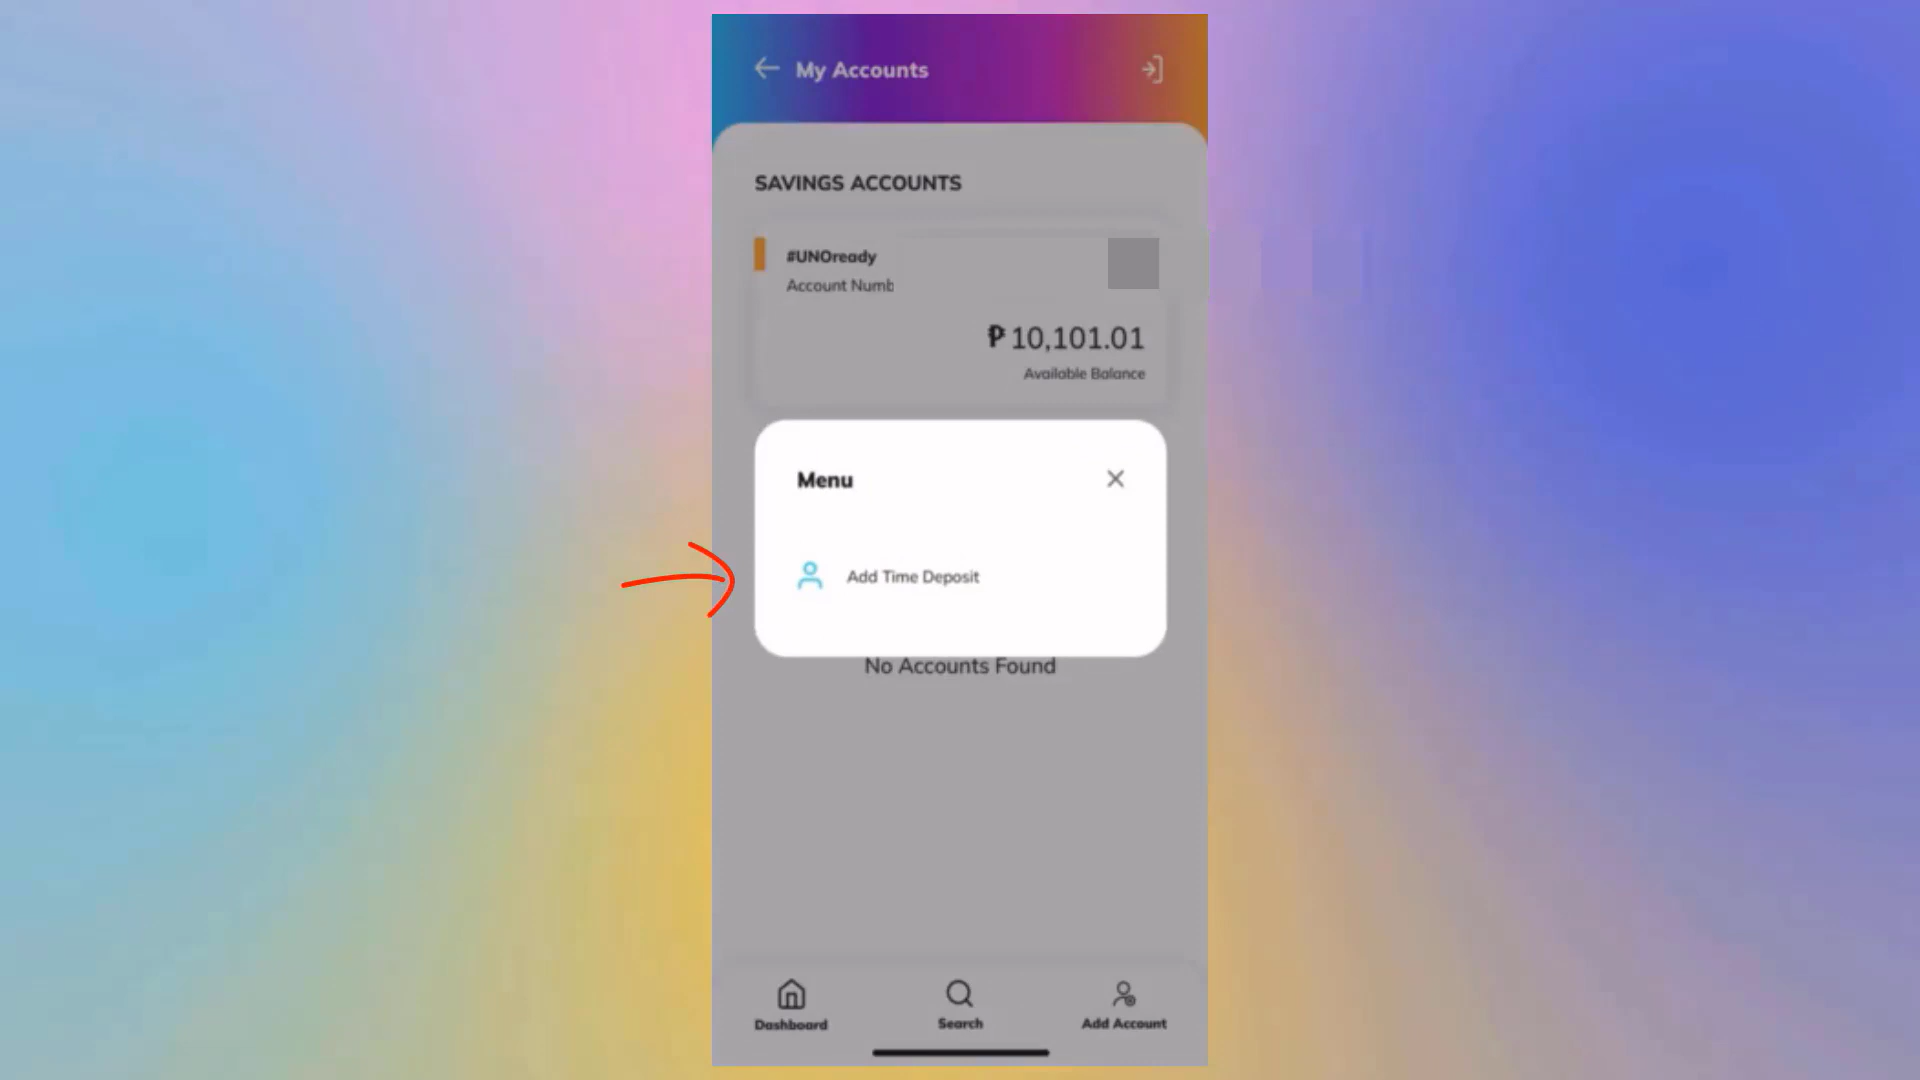 My Accounts
SAVINGS ACCOUNTS
#UNOready
Account Numb
₱10,101.01
Available Balance
Menu
Add Time Deposit
No Accounts Found
Dashboard
Search
Add Account